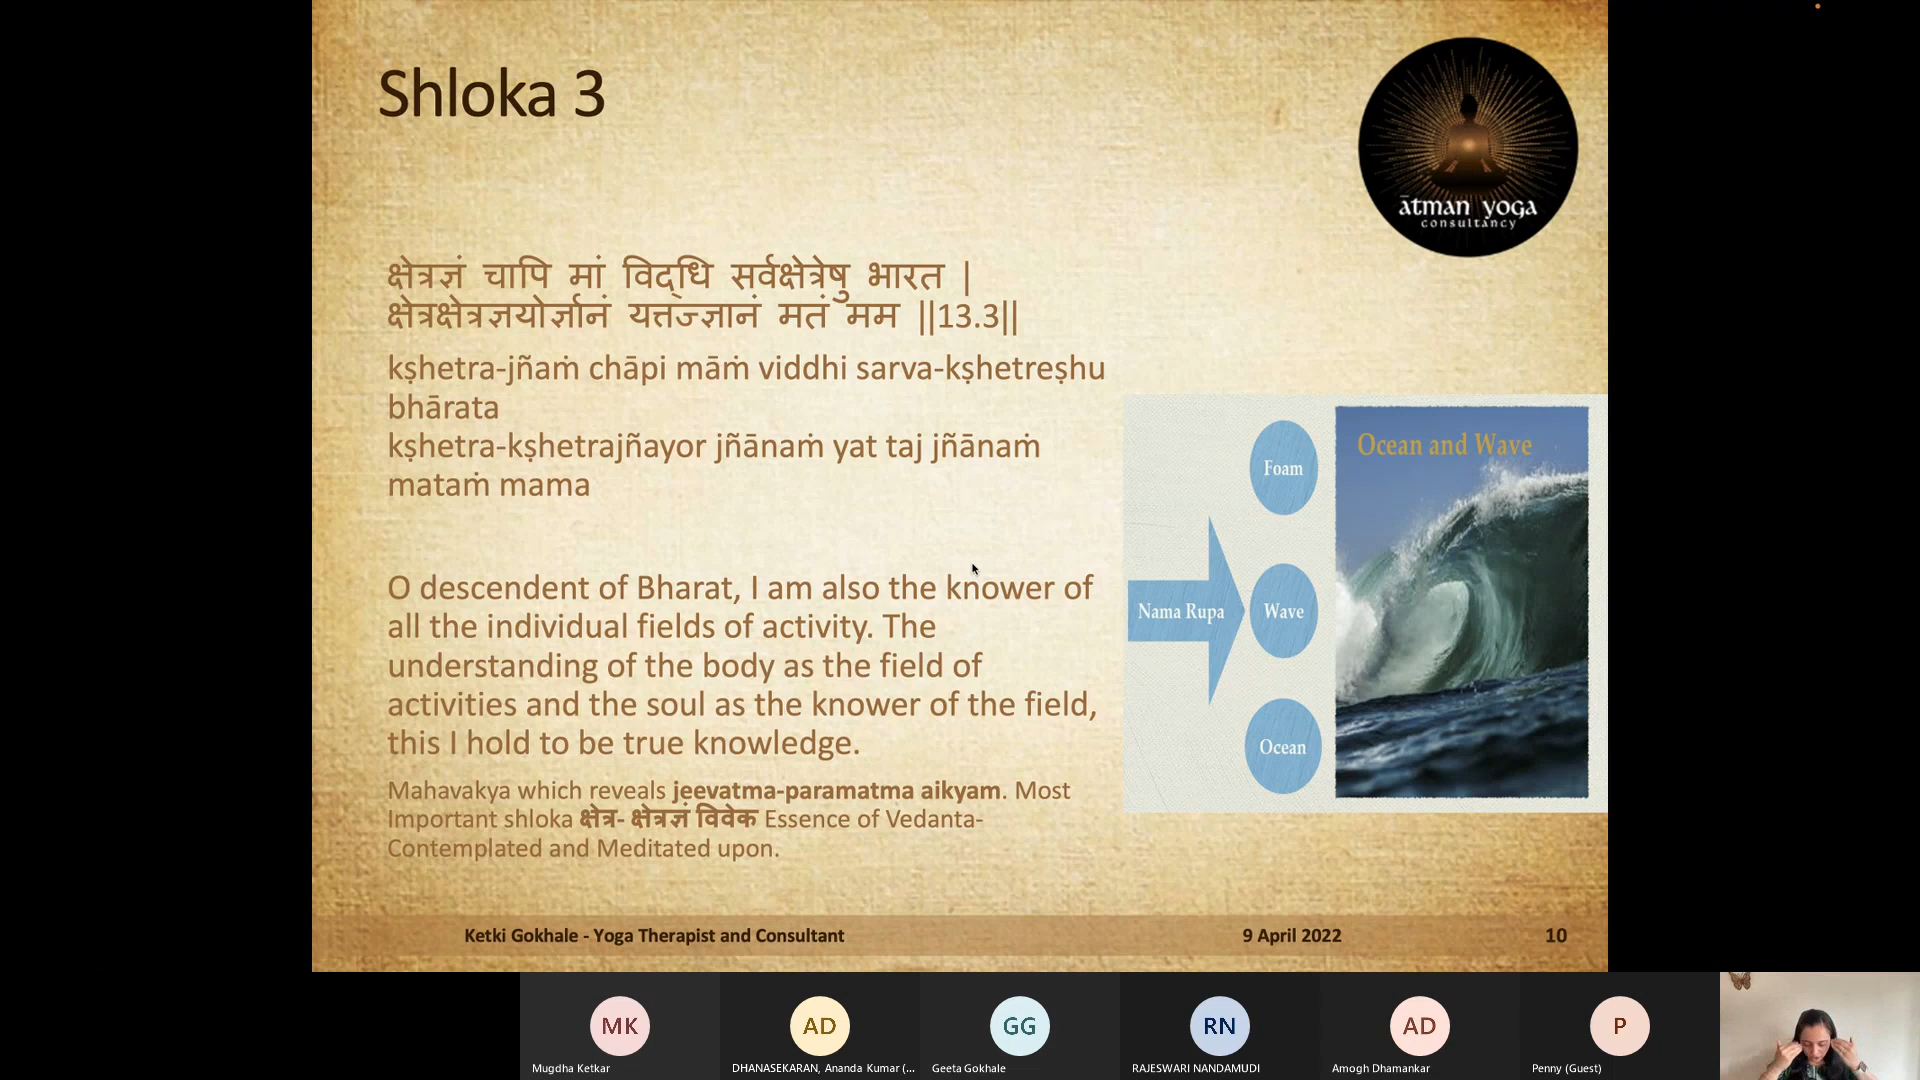 Shloka 3
ātman yoga
consultancy
क्षेत्रज्ञं चापि मां विद्धि सर्वक्षेत्रेषु भारत |
क्षेत्रक्षेत्रज्ञयोर्ज्ञानं यत्तज्ज्ञानं मतं मम ||13.3||
kṣhetra-jñaṁ chāpi māṁ viddhi sarva-kṣhetreṣhu
bhārata
kṣhetra-kṣhetrajñayor jñānaṁ yat taj jñānaṁ
mataṁ mama
O descendent of Bharat, I am also the knower of
all the individual fields of activity. The
understanding of the body as the field of
activities and the soul as the knower of the field,
this I hold to be true knowledge.
Mahavakya which reveals jeevatma-paramatma aikyam. Most
Important shloka क्षेत्र- क्षेत्रज्ञं विवेक Essence of Vedanta-
Contemplated and Meditated upon.
Ocean and Wave
Foam
Nama Rupa
Wave
Ocean
Ketki Gokhale - Yoga Therapist and Consultant
9 April 2022
10
MK
AD
GG
RN
AD
P
Mugdha Ketkar
DHANASEKARAN, Ananda Kumar (...
Geeta Gokhale
RAJESWARI NANDAMUDI
Amogh Dhamankar
Penny (Guest)